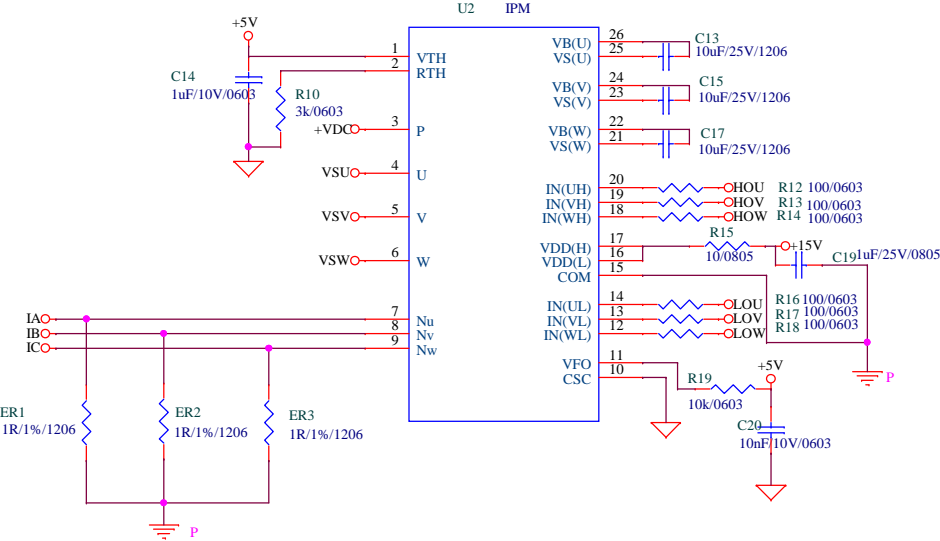 U2 IPM
+5V
1 VTH
2 RTH
C14
1uF/10V/0603
R10
3k/0603
+VDC 3 P
VSU 4 U
VSV 5 V
VSW 6 W
IA 7 Nu
IB 8 Nv
IC 9 Nw
ER1
1R/1%/1206
ER2
1R/1%/1206
ER3
1R/1%/1206
P
VB(U) 26
VS(U) 25
C13
10uF/25V/1206
VB(V) 24
VS(V) 23
C15
10uF/25V/1206
VB(W) 22
VS(W) 21
C17
10uF/25V/1206
IN(UH) 20 HOU R12 100/0603
IN(VH) 19 HOV R13 100/0603
IN(WH) 18 HOW R14 100/0603
VDD(H) 17
VDD(L) 16
COM 15
R15
10/0805
+15V
C19 1uF/25V/0805
IN(UL) 14 LOU R16 100/0603
IN(VL) 13 LOV R17 100/0603
IN(WL) 12 LOW R18 100/0603
P
VFO 11
CSC 10
R19
10k/0603
+5V
C20
10nF/10V/0603